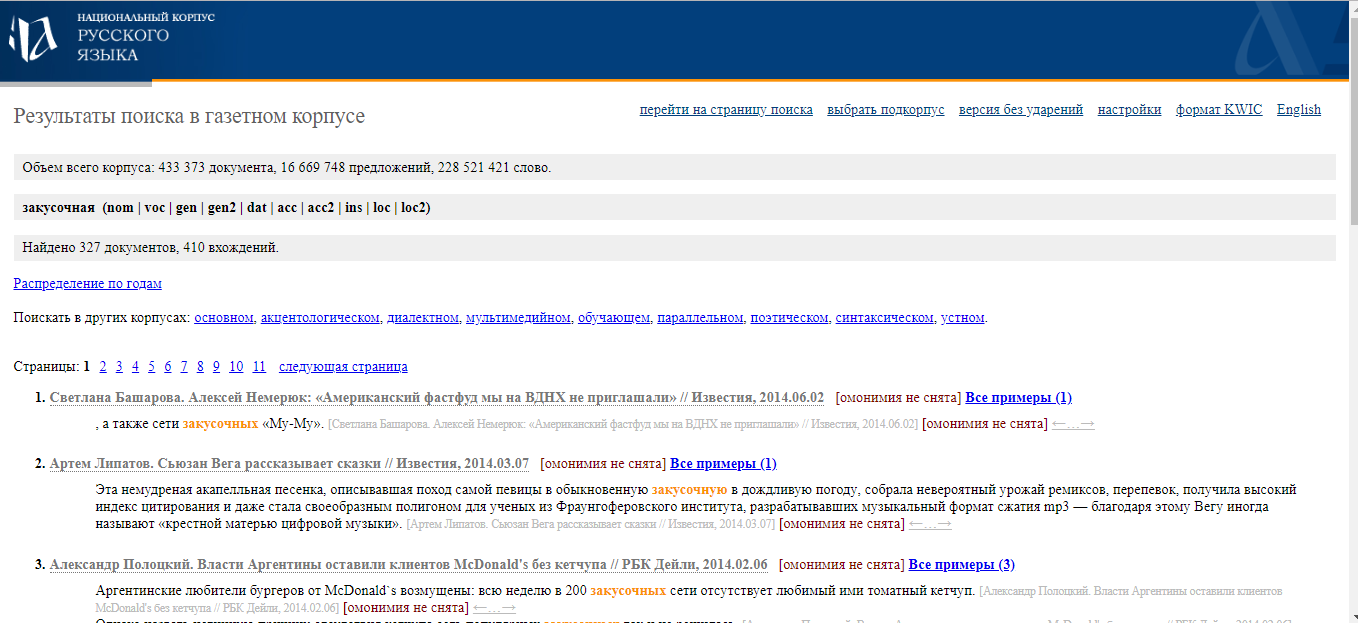 НАЦИОНАЛЬНЫЙ КОРПУС
РУССКОГО
ЯЗЫКА
Результаты поиска в газетном корпусе
перейти на страницу поиска выбрать подкорпус версия без ударений настройки формат KWIC English
Объем всего корпуса: 433 373 документа, 16 669 748 предложений, 228 521 421 слово.
закусочная (nom | voc | gen | gen2 | dat | acc | acc2 | ins | loc | loc2)
Найдено 327 документов, 410 вхождений.
Распределение по годам
Поискать в других корпусах: основном, акцентологическом, диалектном, мультимедийном, обучающем, параллельном, поэтическом, синтаксическом, устном.
Страницы: 1 2 3 4 5 6 7 8 9 10 11 следующая страница
1. Светлана Башарова. Алексей Немерюк: «Американский фастфуд мы на ВДНХ не приглашали» // Известия, 2014.06.02 [омонимия не снята] Все примеры (1)
, а также сети закусочных «Му-Му». [Светлана Башарова. Алексей Немерюк: «Американский фастфуд мы на ВДНХ не приглашали» // Известия, 2014.06.02] [омонимия не снята] ←…→
2. Артем Липатов. Сьюзан Вега рассказывает сказки // Известия, 2014.03.07 [омонимия не снята] Все примеры (1)
Эта немудреная акапелльная песенка, описывавшая поход самой певицы в обыкновенную закусочную в дождливую погоду, собрала невероятный урожай ремиксов, перепевок, получила высокий
индекс цитирования и даже стала своеобразным полигоном для ученых из Фраунгоферовского института, разрабатывавших музыкальный формат сжатия mp3 — благодаря этому Вегу иногда
называют «крестной матерью цифровой музыки». [Артем Липатов. Сьюзан Вега рассказывает сказки // Известия, 2014.03.07] [омонимия не снята] ←…→
3. Александр Полоцкий. Власти Аргентины оставили клиентов McDonald's без кетчупа // РБК Дейли, 2014.02.06 [омонимия не снята] Все примеры (3)
Аргентинские любители бургеров от McDonald`s возмущены: всю неделю в 200 закусочных сети отсутствует любимый ими томатный кетчуп. [Александр Полоцкий. Власти Аргентины оставили клиентов
McDonald's без кетчупа // РБК Дейли, 2014.02.06] [омонимия не снята] ←…→